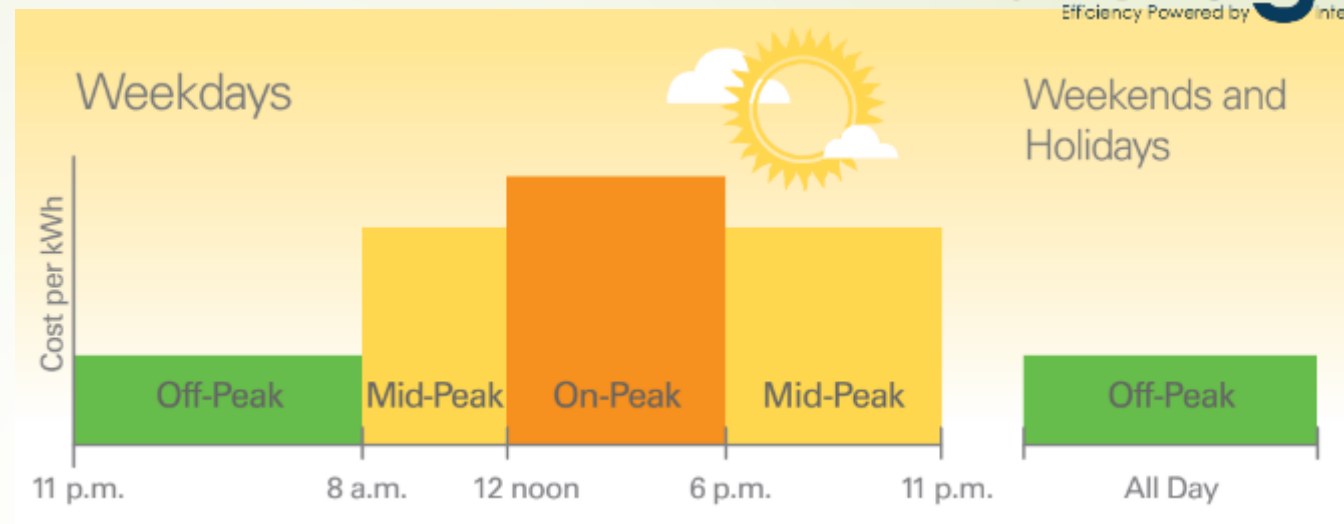 Efficiency Powered by
Weekdays
Weekends and
Holidays
Cost per kWh
Off-Peak
Mid-Peak
On-Peak
Mid-Peak
Off-Peak
11 p.m.
8 a.m.
12 noon
6 p.m.
11 p.m.
All Day